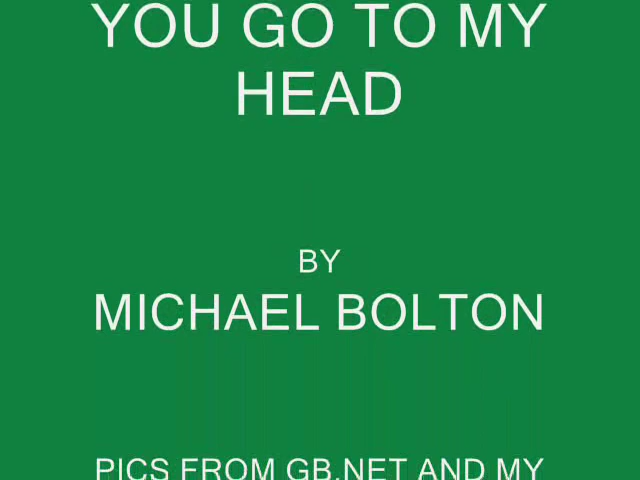 YOU GO TO MY
HEAD
BY
MICHAEL BOLTON
PICS FROM GB.NET AND MY